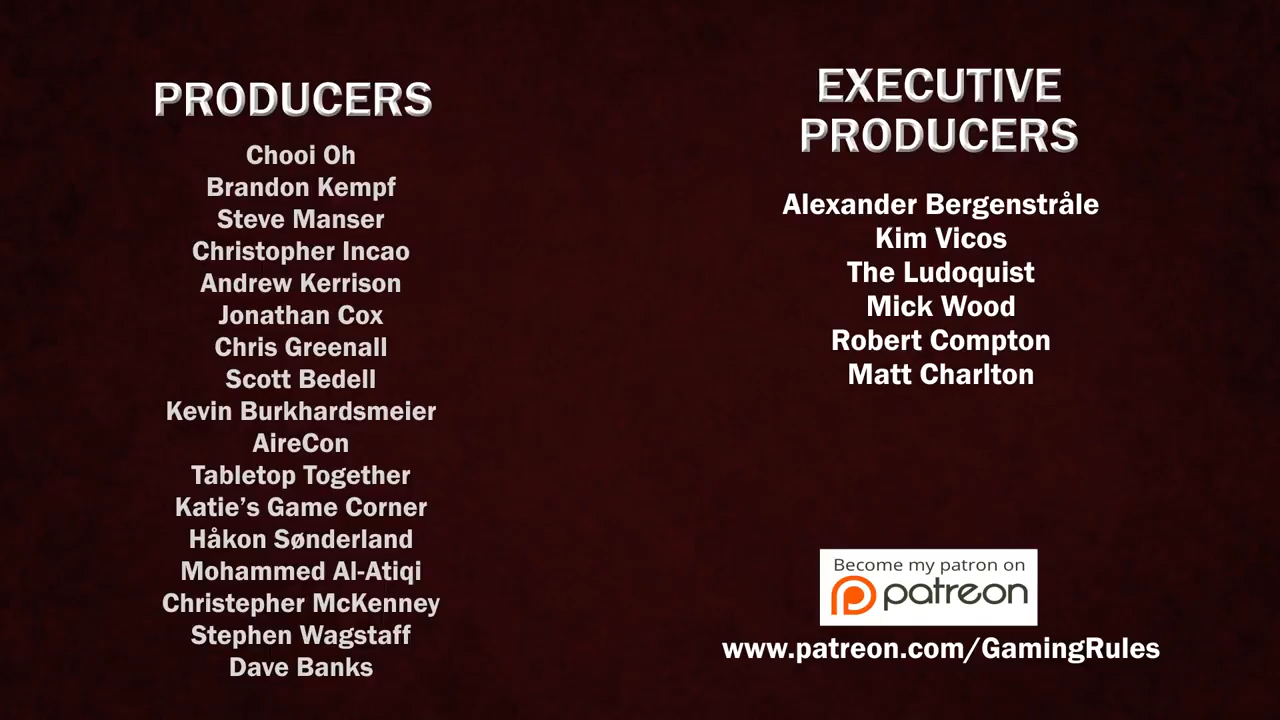 PRODUCERS
Chooi Oh
Brandon Kempf
Steve Manser
Christopher Incao
Andrew Kerrison
Jonathan Cox
Chris Greenall
Scott Bedell
Kevin Burkhardsmeier
AireCon
Tabletop Together
Katie’s Game Corner
Håkon Sønderland
Mohammed Al-Atiqi
Christepher McKenney
Stephen Wagstaff
Dave Banks
EXECUTIVE
PRODUCERS
Alexander Bergenstråle
Kim Vicos
The Ludoquist
Mick Wood
Robert Compton
Matt Charlton
Become my patron on
patreon
www.patreon.com/GamingRules